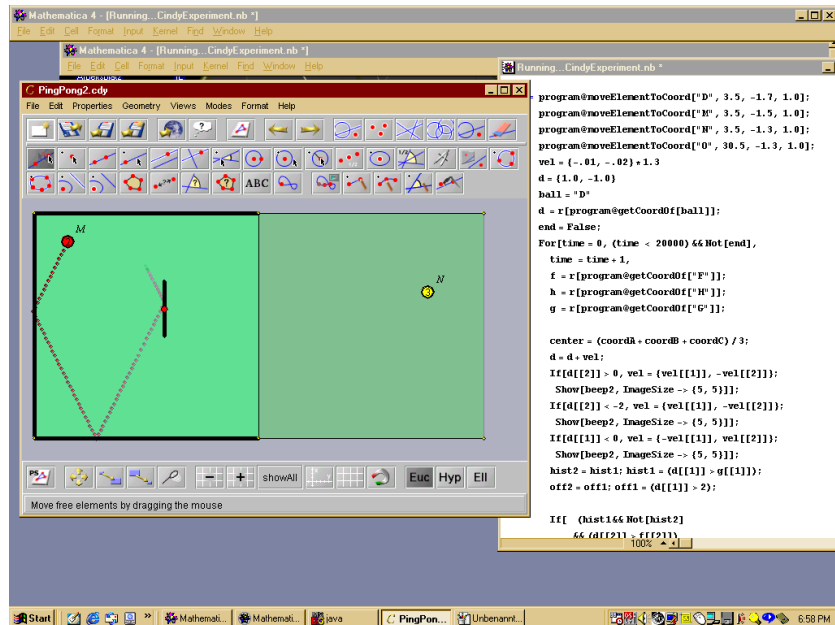 Mathematica 4 - [Running...CindyExperiment.nb *]
File Edit Cell Format Input Kernel Find Window Help
Mathematica 4 - [Running...CindyExperiment.nb *]
File Edit Cell Format Input Kernel Find Window Help
PingPong2.cdy
File Edit Properties Geometry Views Modes Format Help
ABC
M
N
3
PS
showAll
Euc Hyp Ell
Move free elements by dragging the mouse
Running...CindyExperiment.nb *
program@moveElementToCoord["D", 3.5, -1.7, 1.0];
program@moveElementToCoord["M", 3.5, -1.5, 1.0];
program@moveElementToCoord["N", 3.5, -1.3, 1.0];
program@moveElementToCoord["O", 30.5, -1.3, 1.0];
vel = {-.01, -.02}*1.3
d = {1.0, -1.0}
ball = "D"
d = r[program@getCoordOf[ball]];
end = False;
For[time = 0, (time < 20000) && Not[end],
time = time + 1,
f = r[program@getCoordOf["F"]];
h = r[program@getCoordOf["H"]];
g = r[program@getCoordOf["G"]];
center = (coordA + coordB + coordC) / 3;
d = d + vel;
If[d[[2]] > 0, vel = {vel[[1]], -vel[[2]]};
Show[beep2, ImageSize -> {5, 5}]];
If[d[[2]] < -2, vel = {vel[[1]], -vel[[2]]};
Show[beep2, ImageSize -> {5, 5}]];
If[d[[1]] < 0, vel = {-vel[[1]], vel[[2]]};
Show[beep2, ImageSize -> {5, 5}]];
hist2 = hist1; hist1 = (d[[1]] > g[[1]]);
off2 = off1; off1 = (d[[1]] > 2);
If[ (hist1 && Not[hist2]
&& (d[[2]] > f[[2]])
100%
Start
Mathemati...
Mathemati...
java
PingPon...
Unbenannt...
6:58 PM